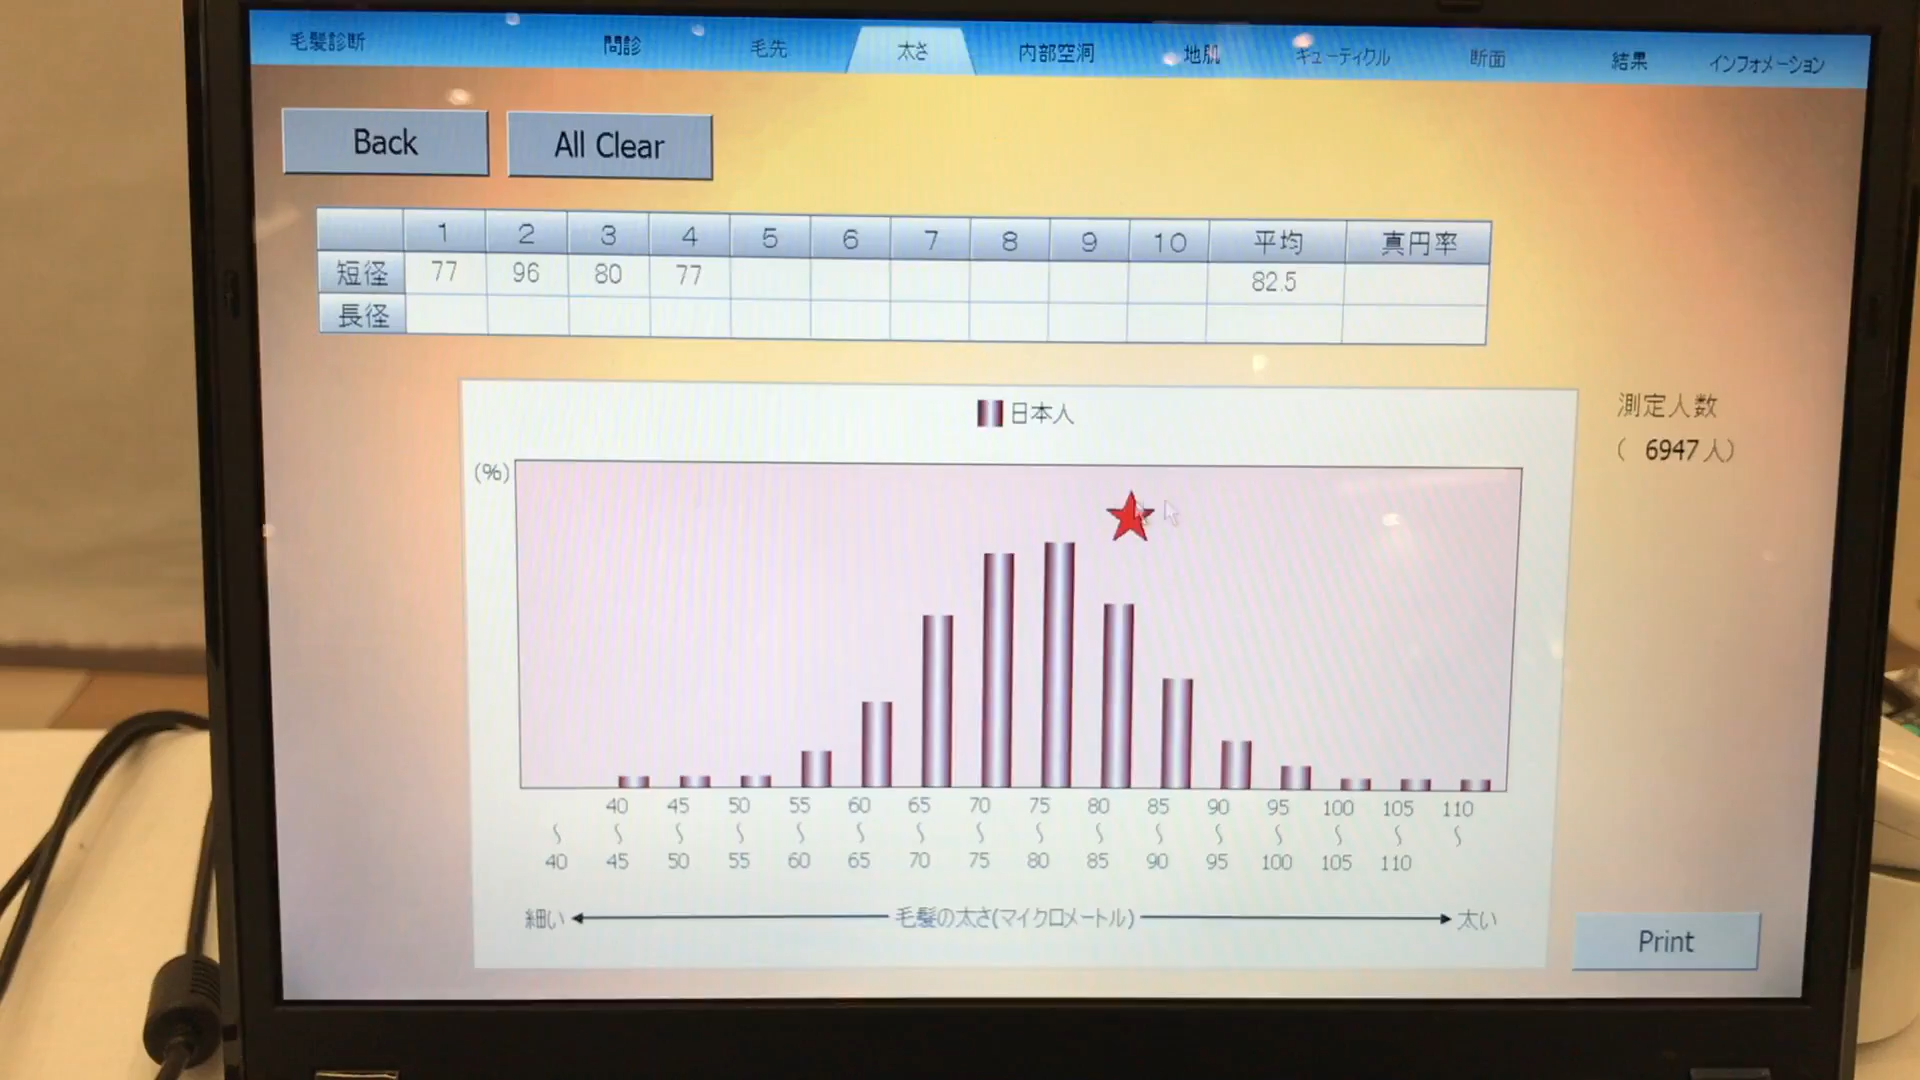 毛髪診断 問診 毛先 太さ 内部空洞 地肌 キューティクル 断面 結果 インフォメーション
Back All Clear
1 2 3 4 5 6 7 8 9 10 平均 真円率
短径 77 96 80 77 82.5
長径
日本人
測定人数
( 6947人)
(%)
40 45 50 55 60 65 70 75 80 85 90 95 100 105 110
~ ~ ~ ~ ~ ~ ~ ~ ~ ~ ~ ~ ~ ~ ~ ~
40 45 50 55 60 65 70 75 80 85 90 95 100 105 110
細い 毛髪の太さ(マイクロメートル) 太い
Print